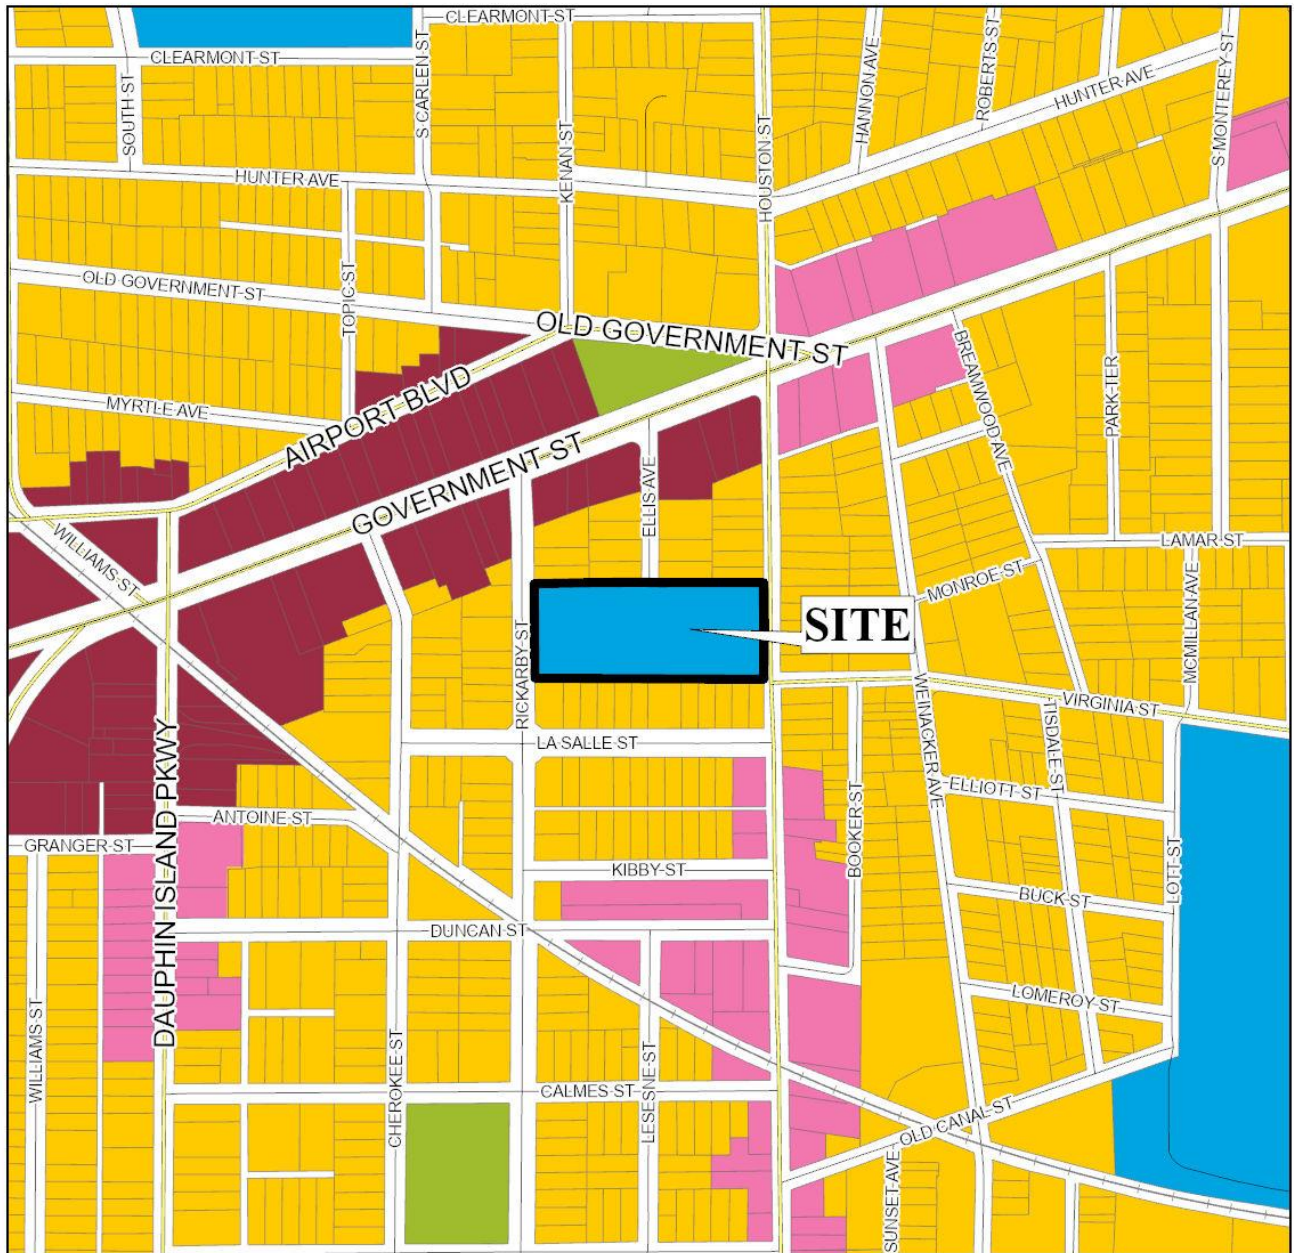 CLEARMONT ST
CLEARMONT ST
SOUTH ST
S CARLEN ST
KENAN ST
HOUSTON ST
HANNON AVE
ROBERTS ST
HUNTER AVE
S MONTEREY ST
HUNTER AVE
OLD GOVERNMENT ST
TOPIC ST
OLD GOVERNMENT ST
MYRTLE AVE
AIRPORT BLVD
GOVERNMENT ST
ELLIS AVE
BREAMWOOD AVE
PARK TER
WILLIAMS ST
LAMAR ST
MONROE ST
MCMILLAN AVE
SITE
RICKARBY ST
WEINACKER AVE
VIRGINIA ST
TISDALE ST
LA SALLE ST
DAUPHIN ISLAND PKWY
ELLIOTT ST
ANTOINE ST
GRANGER ST
BOOKER ST
LOTT ST
KIBBY ST
BUCK ST
DUNCAN ST
LOMEROY ST
WILLIAMS ST
CHEROKEE ST
LESESNE ST
CALMES ST
OLD CANAL ST
SUNSET AVE